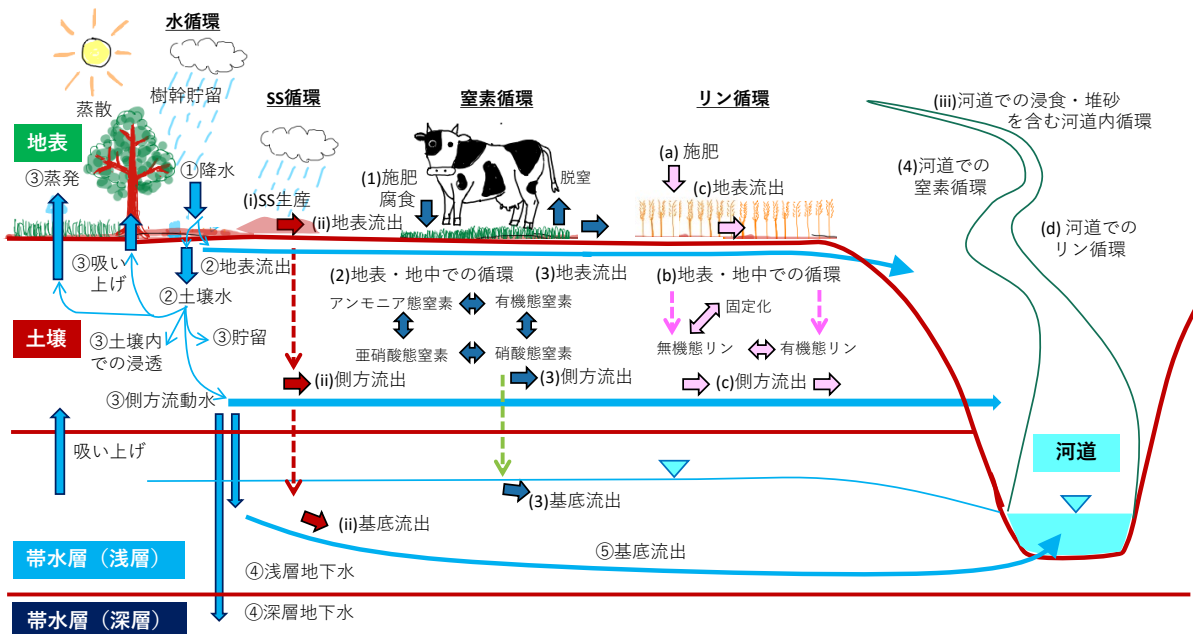 水循環
蒸散
樹幹貯留
SS循環
窒素循環
リン循環
(iii)河道での浸食・堆砂
を含む河道内循環
地表
③蒸発
①降水
(i)SS生産
(ii)地表流出
(1)施肥
腐食
脱窒
(a) 施肥
(c)地表流出
(4)河道での
窒素循環
(d) 河道での
リン循環
③吸い
上げ
②地表流出
②土壌水
(2)地表・地中での循環
(3)地表流出
(b)地表・地中での循環
アンモニア態窒素
有機態窒素
固定化
土壌
③土壌内
での浸透
③貯留
亜硝酸態窒素
硝酸態窒素
無機態リン
有機態リン
(ii)側方流出
(3)側方流出
(c)側方流出
③側方流動水
吸い上げ
河道
(3)基底流出
(ii)基底流出
帯水層（浅層）
⑤基底流出
④浅層地下水
帯水層（深層）
④深層地下水